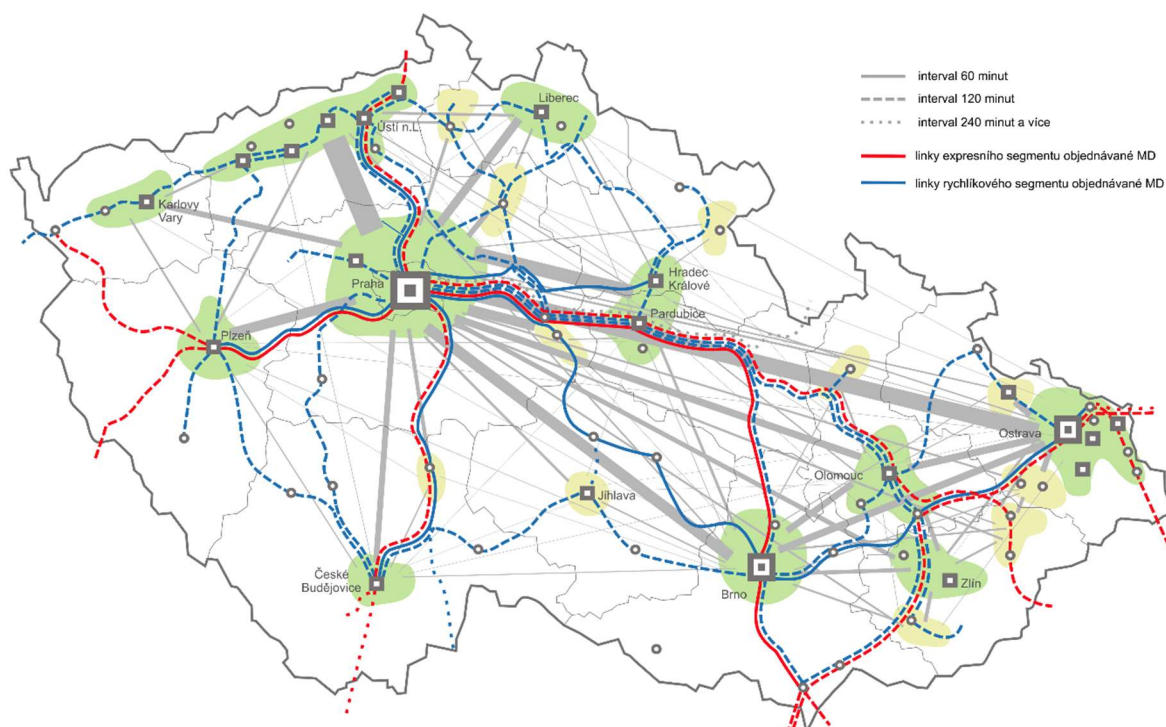 interval 60 minut
interval 120 minut
interval 240 minut a více
linky expresního segmentu objednávané MD
linky rychlíkového segmentu objednávané MD
Liberec
Ústí n.L.
Karlovy
Vary
Praha
Hradec
Králové
Pardubice
Plzeň
Ostrava
Olomouc
Jihlava
Zlín
České
Budějovice
Brno